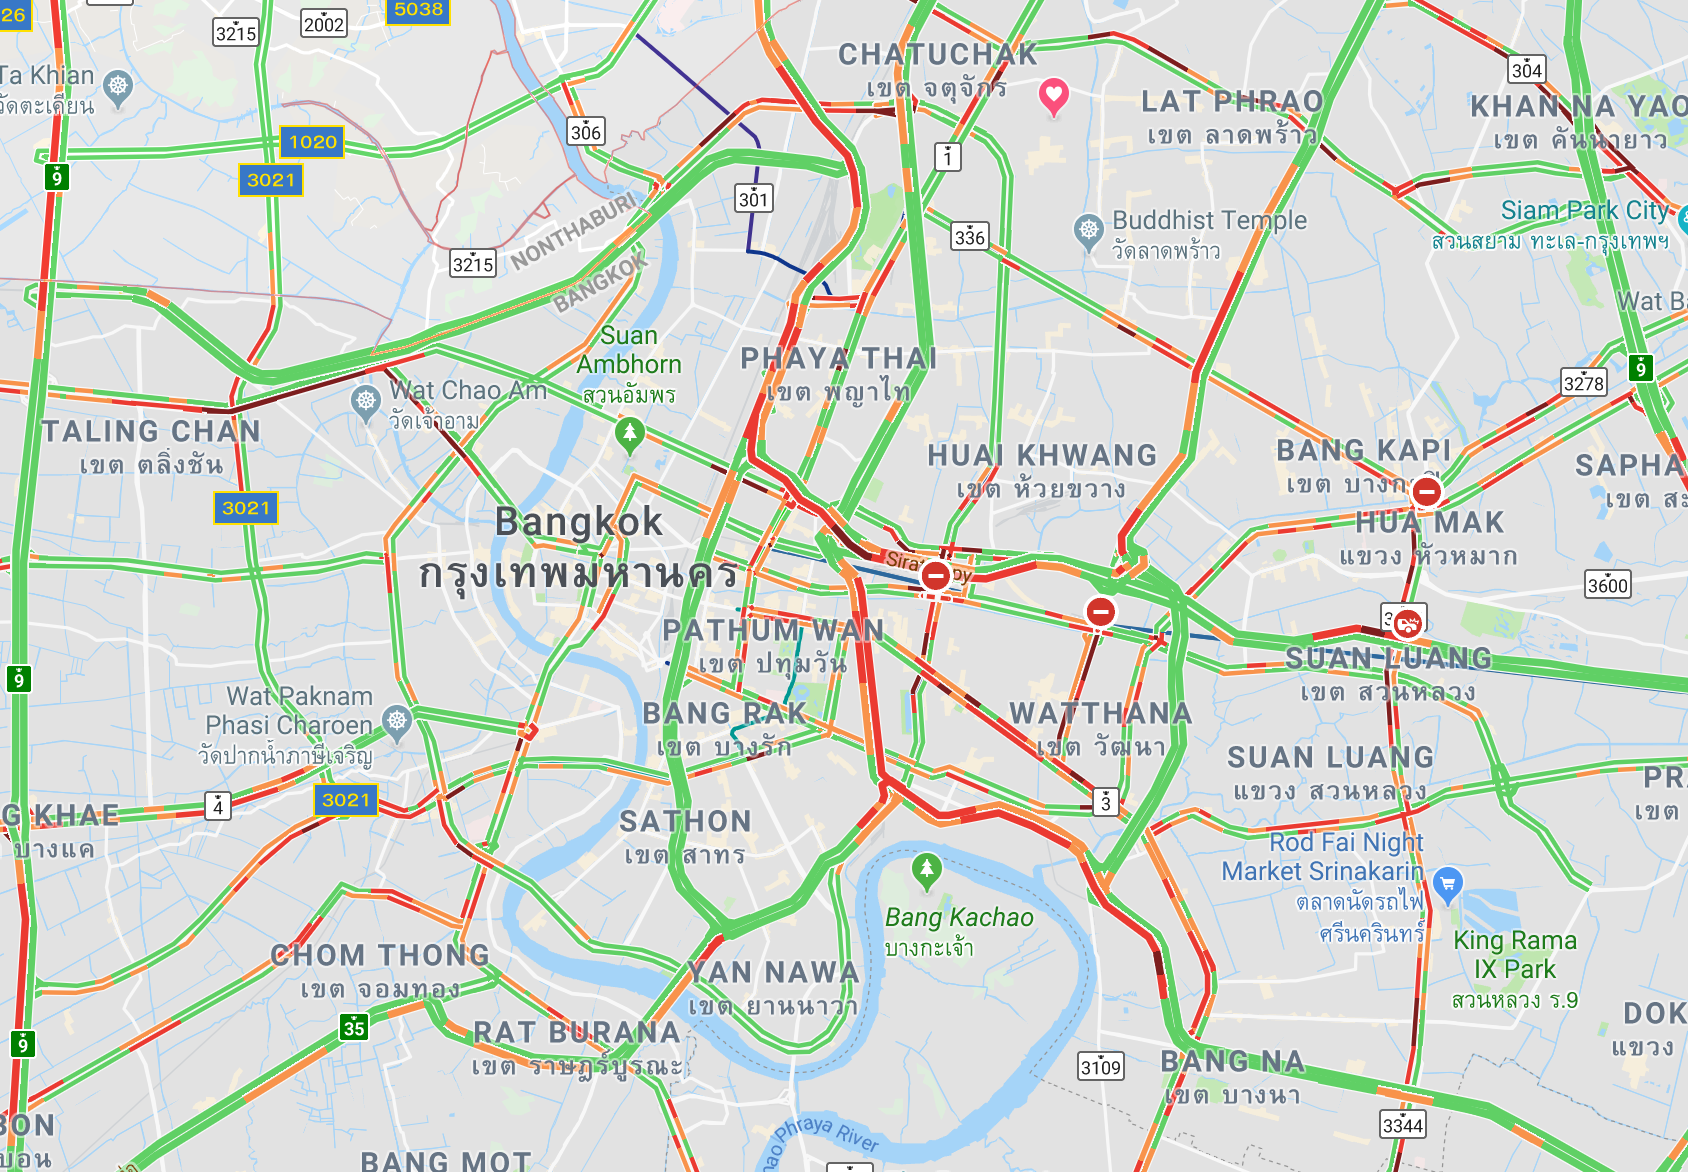 26
5038
3215
2002
CHATUCHAK
เขต จตุจักร
304
Ta Khian
วัดตะเคียน
LAT PHRAO
เขต ลาดพร้าว
KHAN NA YAO
เขต คันนายาว
306
1020
1
9
3021
301
NONTHABURI
BANGKOK
Siam Park City
สวนสยาม ทะเล-กรุงเทพฯ
Buddhist Temple
วัดลาดพร้าว
336
3215
Wat Ba
Suan
Ambhorn
สวนอัมพร
PHAYA THAI
เขต พญาไท
9
3278
Wat Chao Am
วัดเจ้าอาม
TALING CHAN
เขต ตลิ่งชัน
HUAI KHWANG
เขต ห้วยขวาง
BANG KAPI
เขต บางกะปิ
SAPHA
เขต สะ
3021
Bangkok
กรุงเทพมหานคร
HUA MAK
แขวง หัวหมาก
3600
PATHUM WAN
เขต ปทุมวัน
SUAN LUANG
เขต สวนหลวง
9
Wat Paknam
Phasi Charoen
วัดปากน้ำภาษีเจริญ
BANG RAK
เขต บางรัก
WATTHANA
เขต วัฒนา
SUAN LUANG
แขวง สวนหลวง
PR
เขต
3021
4
3
G KHAE
บางแค
SATHON
เขต สาทร
Rod Fai Night
Market Srinakarin
ตลาดนัดรถไฟ
ศรีนครินทร์
Bang Kachao
บางกะเจ้า
King Rama
IX Park
สวนหลวง ร.9
CHOM THONG
เขต จอมทอง
YAN NAWA
เขต ยานนาวา
DOK
แขวง
35
9
RAT BURANA
เขต ราษฎร์บูรณะ
3109
BANG NA
เขต บางนา
BON
บอน
3344
Phraya River
BANG MOT